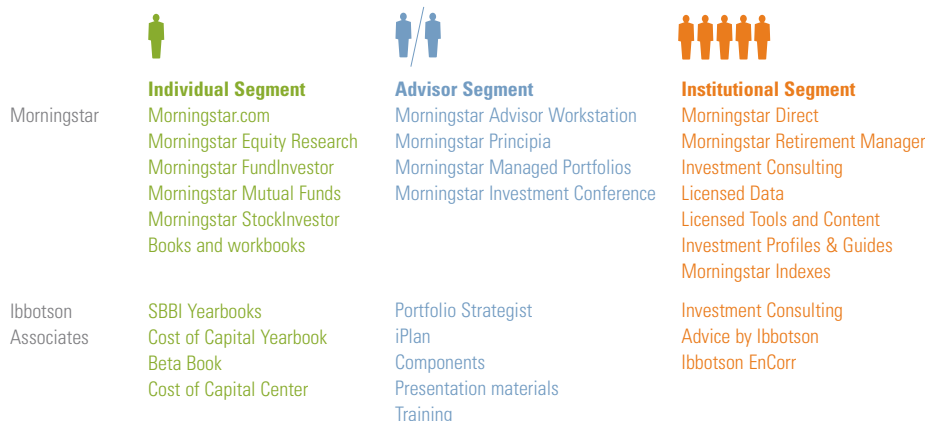 Individual Segment
Advisor Segment
Institutional Segment
Morningstar
Morningstar.com
Morningstar Advisor Workstation
Morningstar Direct
Morningstar Equity Research
Morningstar Principia
Morningstar Retirement Manager
Morningstar FundInvestor
Morningstar Managed Portfolios
Investment Consulting
Morningstar Mutual Funds
Morningstar Investment Conference
Licensed Data
Morningstar StockInvestor
Licensed Tools and Content
Books and workbooks
Investment Profiles & Guides
Morningstar Indexes
Ibbotson
SBBI Yearbooks
Portfolio Strategist
Investment Consulting
Associates
Cost of Capital Yearbook
iPlan
Advice by Ibbotson
Beta Book
Components
Ibbotson EnCorr
Cost of Capital Center
Presentation materials
Training